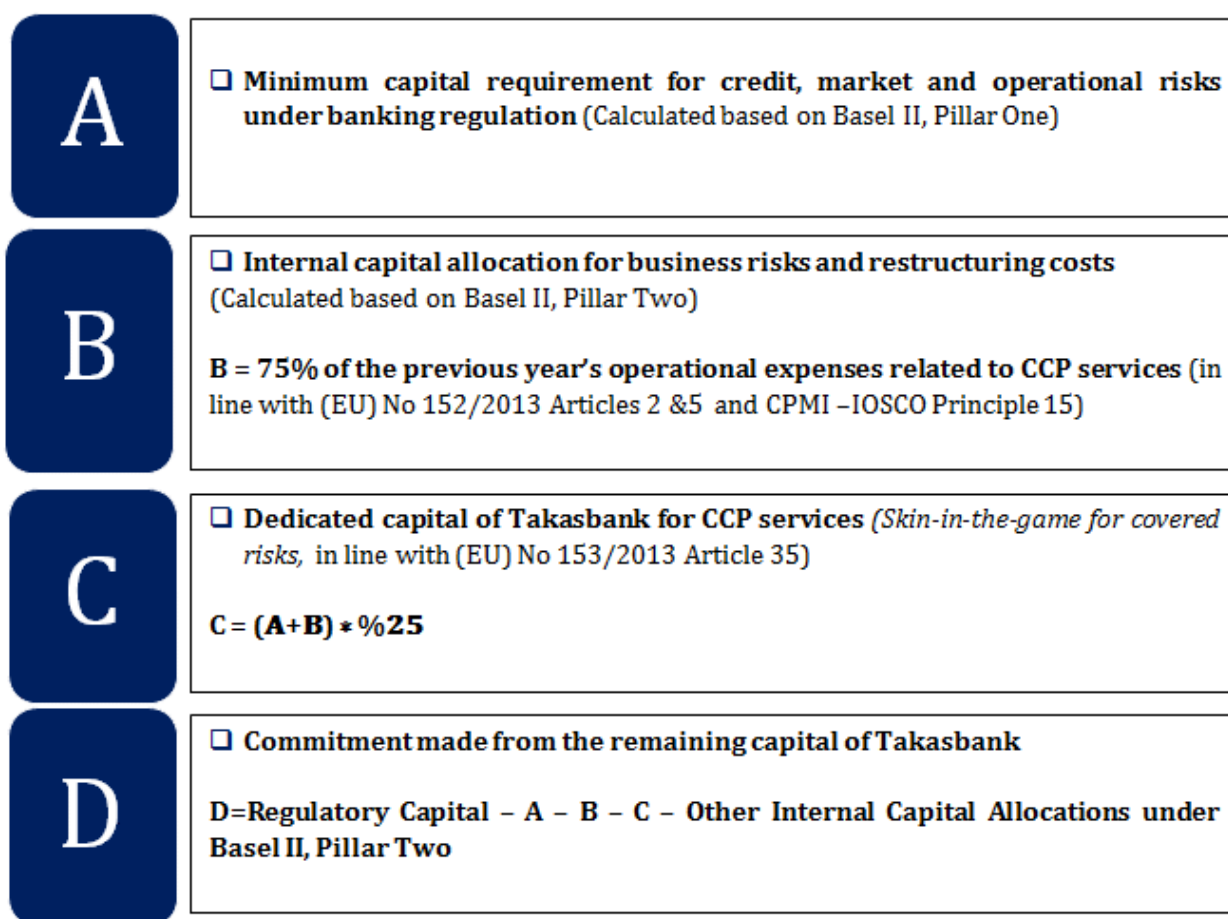 A
❑ Minimum capital requirement for credit, market and operational risks
under banking regulation (Calculated based on Basel II, Pillar One)
B
❑ Internal capital allocation for business risks and restructuring costs
(Calculated based on Basel II, Pillar Two)
B = 75% of the previous year’s operational expenses related to CCP services (in
line with (EU) No 152/2013 Articles 2 &5 and CPMI –IOSCO Principle 15)
C
❑ Dedicated capital of Takasbank for CCP services (Skin-in-the-game for covered
risks, in line with (EU) No 153/2013 Article 35)
C = (A+B) * %25
D
❑ Commitment made from the remaining capital of Takasbank
D=Regulatory Capital – A – B – C – Other Internal Capital Allocations under
Basel II, Pillar Two